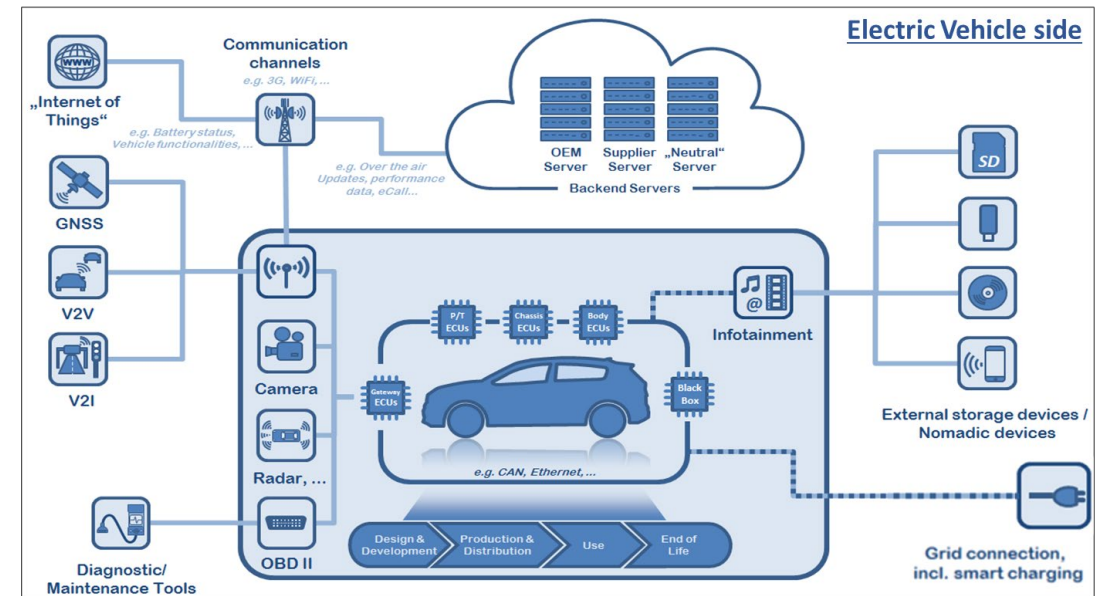 Electric Vehicle side
Communication
channels
e.g. 3G, WiFi, ...
WWW
„Internet of
Things“
e.g. Battery status,
Vehicle functionalities, ...
e.g. Over the air
Updates, performance
data, eCall...
OEM
Server
Supplier
Server
„Neutral“
Server
Backend Servers
GNSS
V2V
V2I
Camera
Radar, ...
OBD II
Diagnostic/
Maintenance Tools
Gateway
ECUs
P/T
ECUs
Chassis
ECUs
Body
ECUs
Black
Box
e.g. CAN, Ethernet, ...
Design &
Development
Production &
Distribution
Use
End of
Life
@
Infotainment
SD
External storage devices /
Nomadic devices
Grid connection,
incl. smart charging